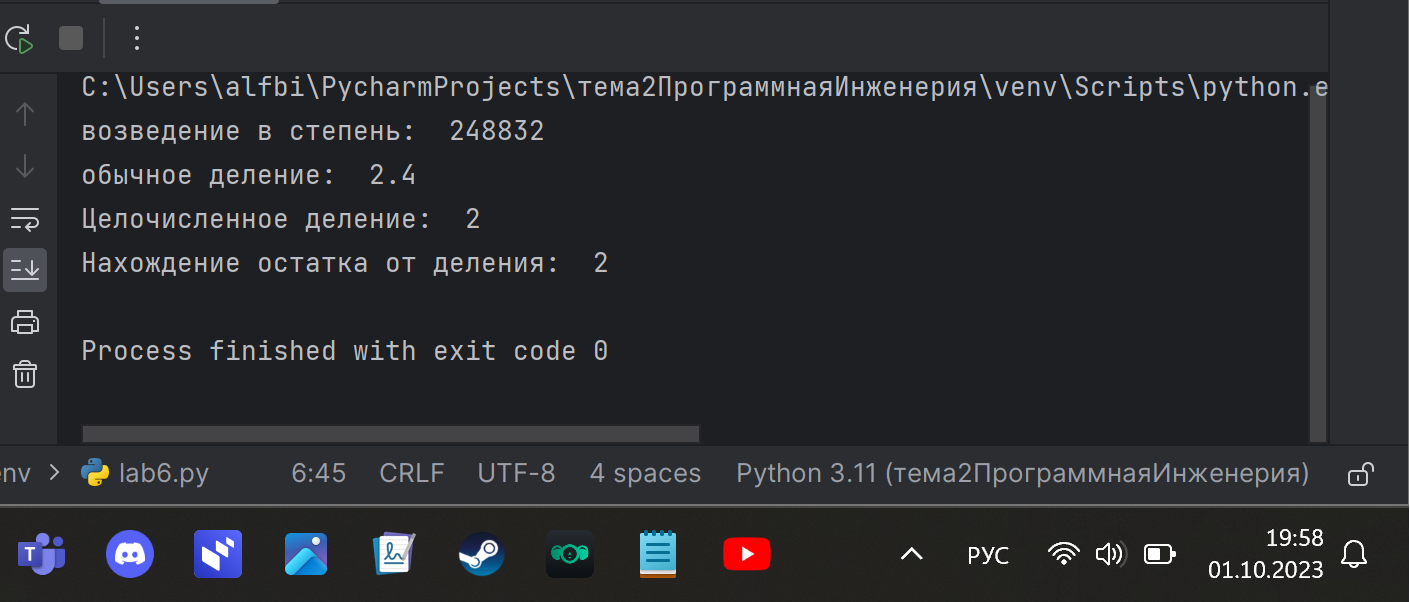 C:\Users\alfbi\PycharmProjects\тема2ПрограммнаяИнженерия\venv\Scripts\python.e
возведение в степень:  248832
обычное деление:  2.4
Целочисленное деление:  2
Нахождение остатка от деления:  2
Process finished with exit code 0
env > lab6.py 6:45 CRLF UTF-8 4 spaces Python 3.11 (тема2ПрограммнаяИнженерия)
T РУС 19:58
01.10.2023